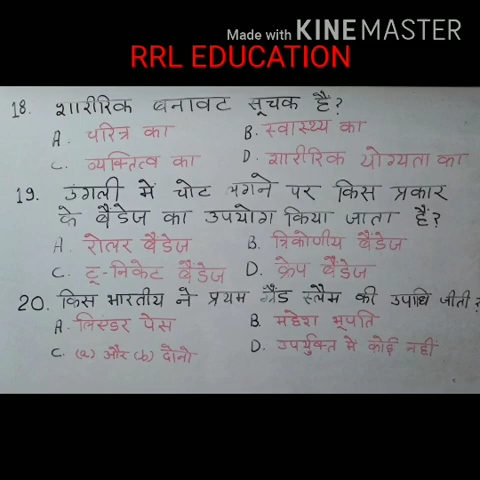 Made with KINEMASTER
RRL EDUCATION
18. शारीरिक बनावट सूचक है?
A. चरित्र का B. स्वास्थ्य का
C. व्यक्तित्व का D. शारीरिक योग्यता का
19. उंगली में चोट लगने पर किस प्रकार
के बैंडेज का उपयोग किया जाता है?
A. रोलर बैंडेज B. त्रिकोणीय बैंडेज
C. ट्-निकेट बैंडेज D. क्रेप बैंडेज
20. किस भारतीय ने प्रथम ग्रैंड स्लैम की उपाधि जीती?
A. लिएंडर पेस B. महेश भूपति
C. (a) और (b) दोनो D. उपर्युक्त मे कोई नहीं